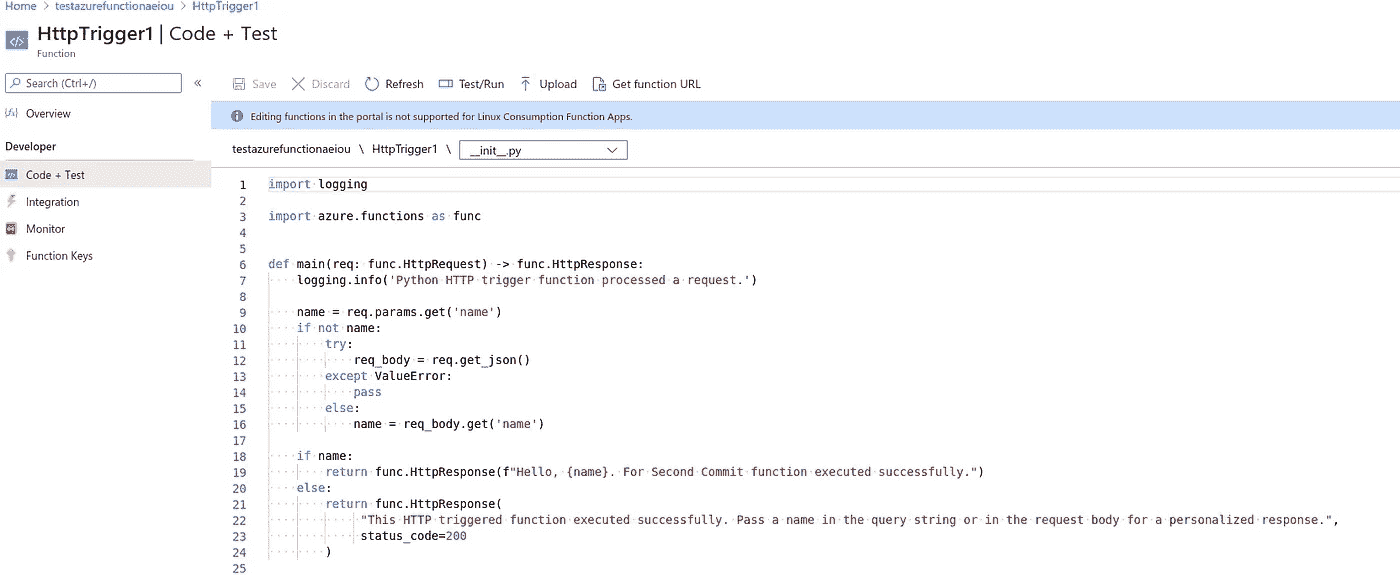 Home > testazurefunctionaeiou > HttpTrigger1
HttpTrigger1 | Code + Test
Function
Search (Ctrl+/) «
Save Discard Refresh Test/Run Upload Get function URL
Overview
Editing functions in the portal is not supported for Linux Consumption Function Apps.
Developer
testazurefunctionaeiou \ HttpTrigger1 \ __init__.py
Code + Test
Integration
Monitor
Function Keys
1 import logging
2
3 import azure.functions as func
4
5
6 def main(req: func.HttpRequest) -> func.HttpResponse:
7     logging.info('Python HTTP trigger function processed a request.')
8
9     name = req.params.get('name')
10     if not name:
11         try:
12             req_body = req.get_json()
13         except ValueError:
14             pass
15         else:
16             name = req_body.get('name')
17
18     if name:
19         return func.HttpResponse(f"Hello, {name}. For Second Commit function executed successfully.")
20     else:
21         return func.HttpResponse(
22              "This HTTP triggered function executed successfully. Pass a name in the query string or in the request body for a personalized response.",
23              status_code=200
24         )
25